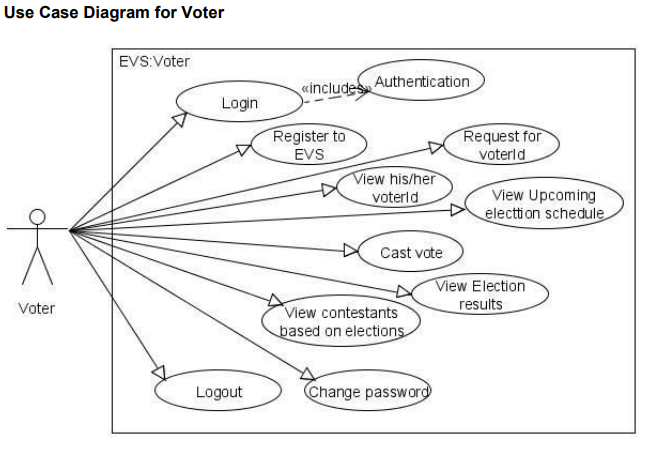 Use Case Diagram for Voter
EVS:Voter
«includes»
Authentication
Login
Register to
EVS
Request for
voterId
View his/her
voterId
View Upcoming
electtion schedule
Cast vote
View Election
results
Voter
View contestants
based on elections
Logout
Change password